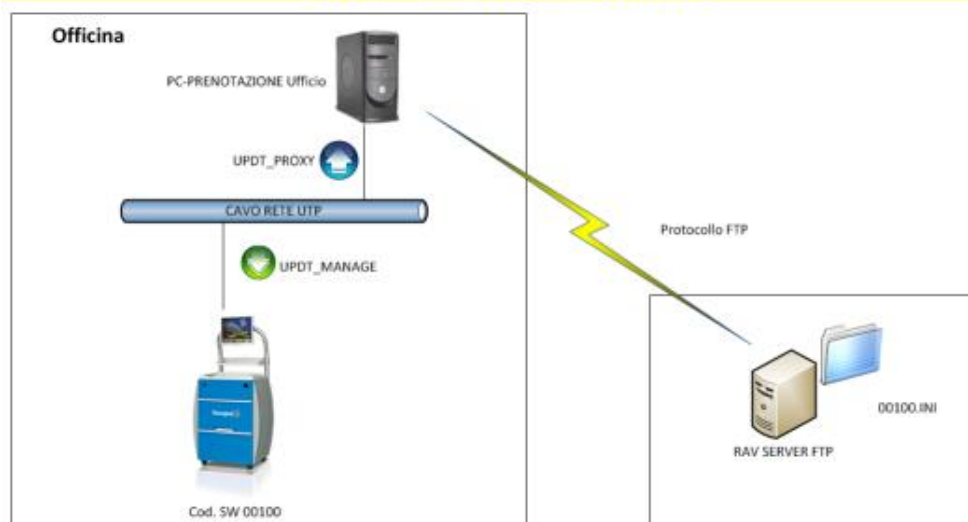 Officina
PC-PRENOTAZIONE Ufficio
UPDT_PROXY
CAVO RETE UTP
UPDT_MANAGE
Protocollo FTP
00100.INI
RAV SERVER FTP
Cod. SW 00100